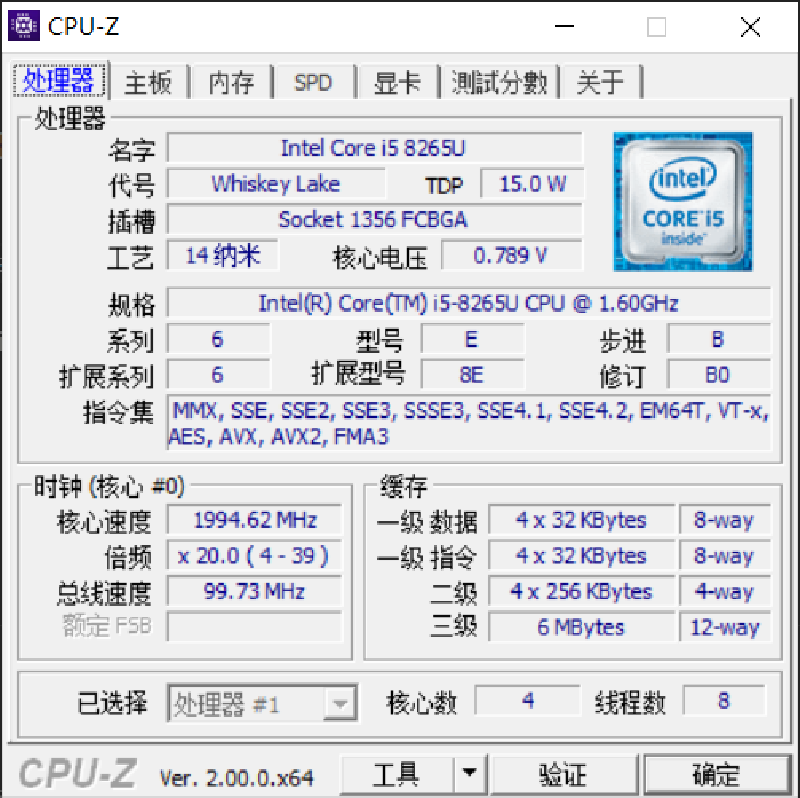 CPU-Z
处理器 主板 内存 SPD 显卡 測試分數 关于
处理器
名字 Intel Core i5 8265U
代号 Whiskey Lake TDP 15.0 W
插槽 Socket 1356 FCBGA
工艺 14 纳米 核心电压 0.789 V
intel
CORE™ i5
inside™
规格 Intel(R) Core(TM) i5-8265U CPU @ 1.60GHz
系列 6 型号 E 步进 B
扩展系列 6 扩展型号 8E 修订 B0
指令集 MMX, SSE, SSE2, SSE3, SSSE3, SSE4.1, SSE4.2, EM64T, VT-x,
AES, AVX, AVX2, FMA3
时钟 (核心 #0)
核心速度 1994.62 MHz
倍频 x 20.0 ( 4 - 39 )
总线速度 99.73 MHz
额定 FSB
缓存
一级 数据 4 x 32 KBytes 8-way
一级 指令 4 x 32 KBytes 8-way
二级 4 x 256 KBytes 4-way
三级 6 MBytes 12-way
已选择 处理器 #1 核心数 4 线程数 8
CPU-Z Ver. 2.00.0.x64 工具 验证 确定